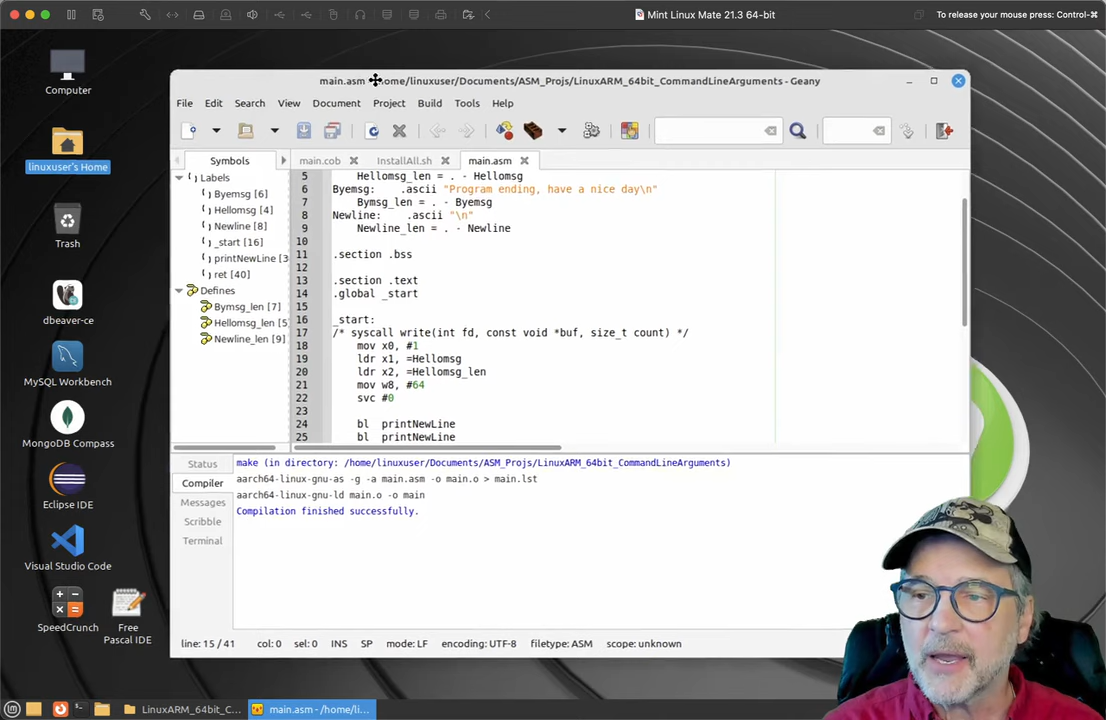 Mint Linux Mate 21.3 64-bit
To release your mouse press: Control-⌘
Computer
linuxuser's Home
Trash
dbeaver-ce
MySQL Workbench
MongoDB Compass
Eclipse IDE
Visual Studio Code
SpeedCrunch
Free
Pascal IDE
main.asm ome/linuxuser/Documents/ASM_Projs/LinuxARM_64bit_CommandLineArguments - Geany
File Edit Search View Document Project Build Tools Help
Symbols
main.cob InstallAll.sh main.asm
Labels
Byemsg [6]
Hellomsg [4]
Newline [8]
_start [16]
printNewLine [3
ret [40]
Defines
Bymsg_len [7]
Hellomsg_len [5]
Newline_len [9]
5 Hellomsg_len = . - Hellomsg
6 Byemsg: .ascii "Program ending, have a nice day\n"
7 Bymsg_len = . - Byemsg
8 Newline: .ascii "\n"
9 Newline_len = . - Newline
10
11 .section .bss
12
13 .section .text
14 .global _start
15
16 _start:
17 /* syscall write(int fd, const void *buf, size_t count) */
18 mov x0, #1
19 ldr x1, =Hellomsg
20 ldr x2, =Hellomsg_len
21 mov w8, #64
22 svc #0
23
24 bl printNewLine
25 bl printNewLine
Status
Compiler
Messages
Scribble
Terminal
make (in directory: /home/linuxuser/Documents/ASM_Projs/LinuxARM_64bit_CommandLineArguments)
aarch64-linux-gnu-as -g -a main.asm -o main.o > main.lst
aarch64-linux-gnu-ld main.o -o main
Compilation finished successfully.
line: 15 / 41 col: 0 sel: 0 INS SP mode: LF encoding: UTF-8 filetype: ASM scope: unknown
LinuxARM_64bit_C...
main.asm - /home/li...